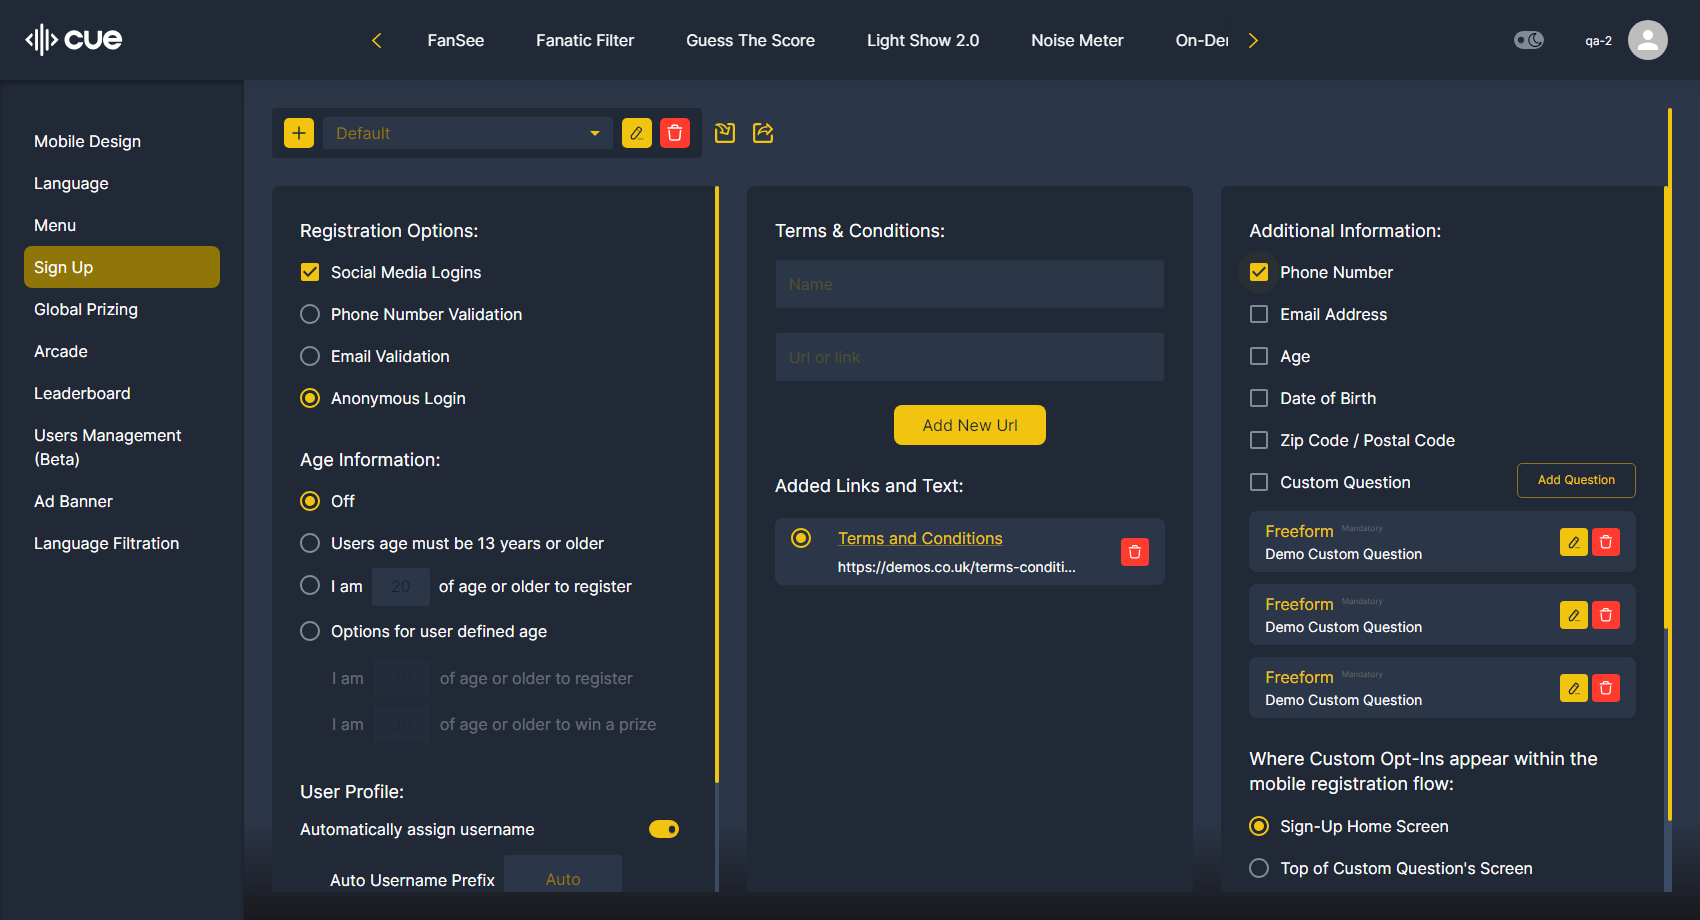 cue
FanSee
Fanatic Filter
Guess The Score
Light Show 2.0
Noise Meter
On-Der
qa-2
Mobile Design
Language
Menu
Sign Up
Global Prizing
Arcade
Leaderboard
Users Management
(Beta)
Ad Banner
Language Filtration
Default
Registration Options:
Social Media Logins
Phone Number Validation
Email Validation
Anonymous Login
Age Information:
Off
Users age must be 13 years or older
I am 20 of age or older to register
Options for user defined age
I am 20 of age or older to register
I am of age or older to win a prize
User Profile:
Automatically assign username
Auto Username Prefix Auto
Terms & Conditions:
Name
Url or link
Add New Url
Added Links and Text:
Terms and Conditions
https://demos.co.uk/terms-conditi...
Additional Information:
Phone Number
Email Address
Age
Date of Birth
Zip Code / Postal Code
Custom Question Add Question
Freeform Mandatory
Demo Custom Question
Freeform Mandatory
Demo Custom Question
Freeform Mandatory
Demo Custom Question
Where Custom Opt-Ins appear within the
mobile registration flow:
Sign-Up Home Screen
Top of Custom Question's Screen